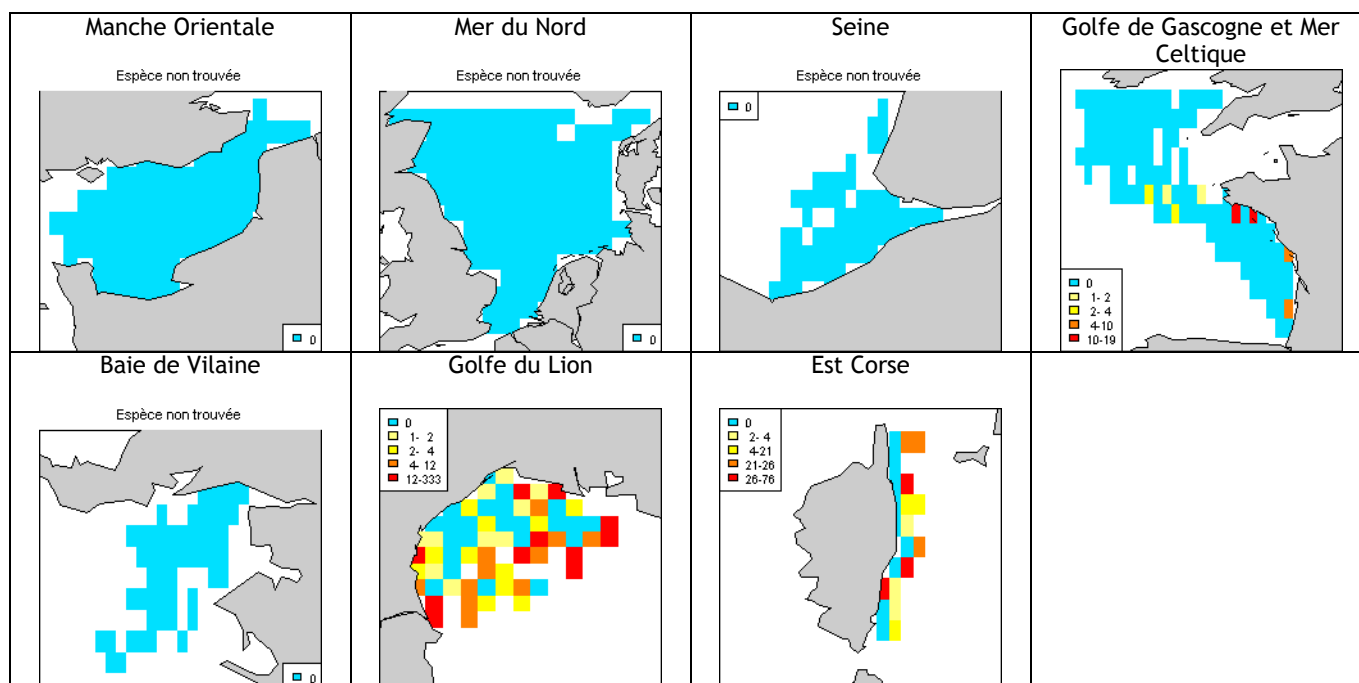 Manche Orientale
Espèce non trouvée
0
Mer du Nord
Espèce non trouvée
0
Seine
Espèce non trouvée
0
Golfe de Gascogne et Mer
Celtique
0
1- 2
2- 4
4-10
10-19
Baie de Vilaine
Espèce non trouvée
0
Golfe du Lion
0
1- 2
2- 4
4- 12
12-333
Est Corse
0
2- 4
4-21
21-26
26-76